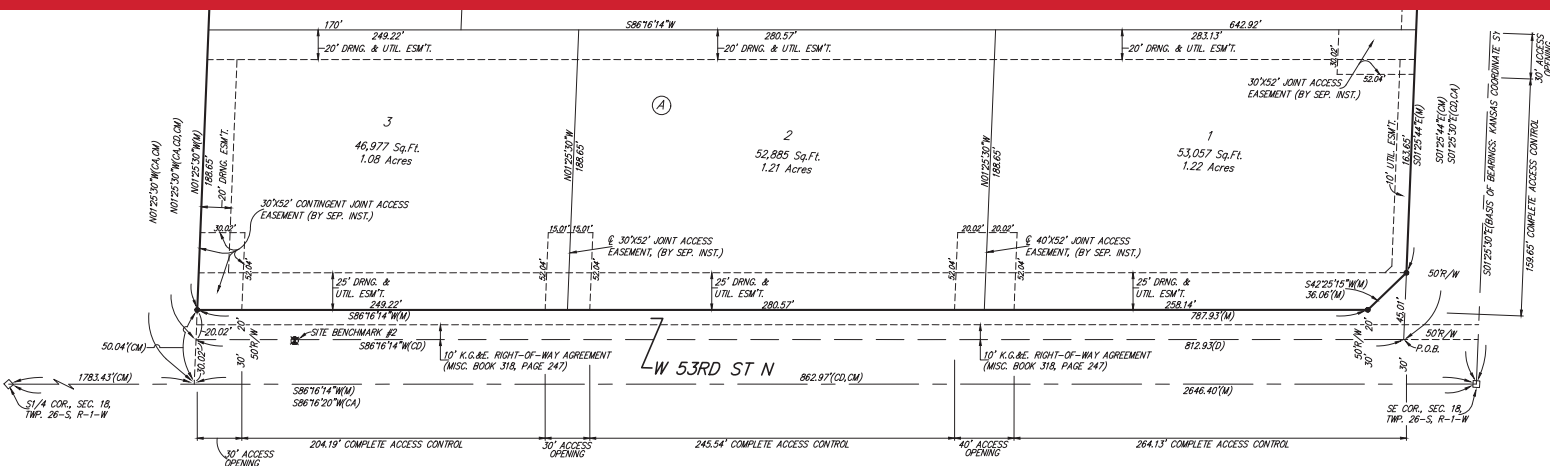 170'
S86°16'14"W
642.92'
249.22'
280.57'
283.13'
20' DRNG. & UTIL. ESM'T.
20' DRNG. & UTIL. ESM'T.
20' DRNG. & UTIL. ESM'T.
32.02'
52.04'
30'X52' JOINT ACCESS
EASEMENT (BY SEP. INST.)
30' ACCESS
OPENING
A
3
46,977 Sq.Ft.
1.08 Acres
2
52,885 Sq.Ft.
1.21 Acres
1
53,057 Sq.Ft.
1.22 Acres
N01°25'30"W(CA,CM)
N01°25'30"W(CA,CD,CM)
N01°25'30"W(M)
188.65'
20' DRNG. ESM'T.
N01°25'30"W
188.65'
N01°25'30"W
188.65'
10' UTIL. ESM'T.
163.65'
S01°25'44"E(M)
S01°25'44"E(CM)
S01°25'30"E(CD,CA)
S01°25'30"E(BASIS OF BEARINGS: KANSAS COORDINATE SY
159.65' COMPLETE ACCESS CONTROL
30'X52' CONTINGENT JOINT ACCESS
EASEMENT (BY SEP. INST.)
30.02'
52.04'
15.01' 15.01'
52.04'
52.04'
℄ 30'X52' JOINT ACCESS
EASEMENT, (BY SEP. INST.)
20.02' 20.02'
52.04'
52.04'
℄ 40'X52' JOINT ACCESS
EASEMENT, (BY SEP. INST.)
25' DRNG. &
UTIL. ESM'T.
25' DRNG. &
UTIL. ESM'T.
25' DRNG. &
UTIL. ESM'T.
S42°25'15"W(M)
36.06'(M)
50'R/W
249.22'
280.57'
258.14'
S86°16'14"W(M)
787.93'(M)
20.02'
20'
SITE BENCHMARK #2
S86°16'14"W(CD)
50.04'(CM)
30.02'
30'
50'R/W
10' K.G.&E. RIGHT-OF-WAY AGREEMENT
(MISC. BOOK 318, PAGE 247)
W 53RD ST N
10' K.G.&E. RIGHT-OF-WAY AGREEMENT
(MISC. BOOK 318, PAGE 247)
812.93(D)
20'
50'R/W
30'
45.01'
50'R/W
P.O.B.
30'
1783.43'(CM)
S86°16'14"W(M)
S86°16'20"W(CA)
862.97'(CD,CM)
2646.40'(M)
S1/4 COR., SEC. 18,
TWP. 26-S, R-1-W
SE COR., SEC. 18,
TWP. 26-S, R-1-W
30' ACCESS
OPENING
204.19' COMPLETE ACCESS CONTROL
30' ACCESS
OPENING
245.54' COMPLETE ACCESS CONTROL
40' ACCESS
OPENING
264.13' COMPLETE ACCESS CONTROL